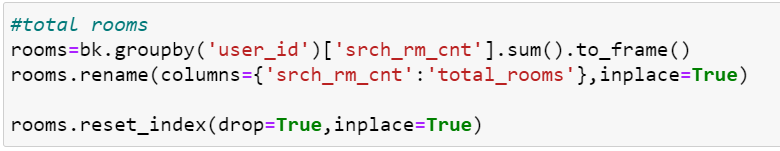 #total rooms
rooms=bk.groupby('user_id')['srch_rm_cnt'].sum().to_frame()
rooms.rename(columns={'srch_rm_cnt':'total_rooms'},inplace=True)
rooms.reset_index(drop=True,inplace=True)